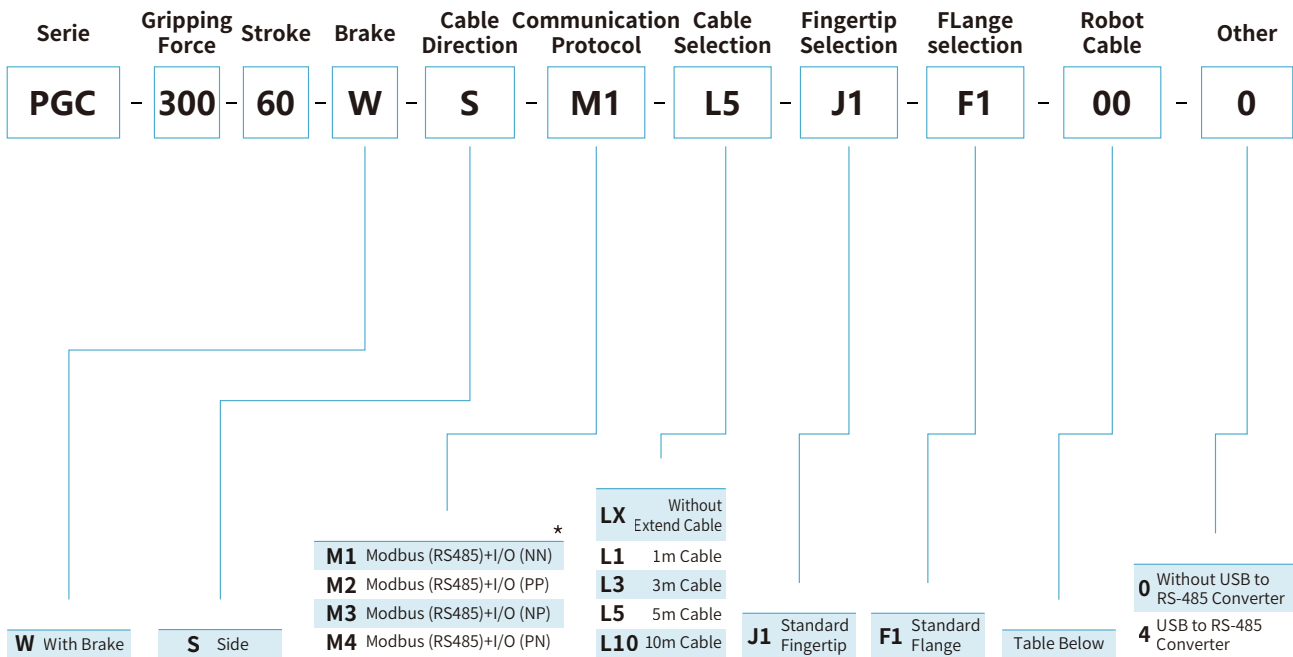 Serie
Gripping
Force
Stroke
Brake
Cable
Direction
Communication
Protocol
Cable
Selection
Fingertip
Selection
FLange
selection
Robot
Cable
Other
PGC - 300 - 60 - W - S - M1 - L5 - J1 - F1 - 00 - 0
W With Brake
S Side
*
M1 Modbus (RS485)+I/O (NN)
M2 Modbus (RS485)+I/O (PP)
M3 Modbus (RS485)+I/O (NP)
M4 Modbus (RS485)+I/O (PN)
LX Without
Extend Cable
L1 1m Cable
L3 3m Cable
L5 5m Cable
L10 10m Cable
J1 Standard
Fingertip
F1 Standard
Flange
Table Below
0 Without USB to
RS-485 Converter
4 USB to RS-485
Converter